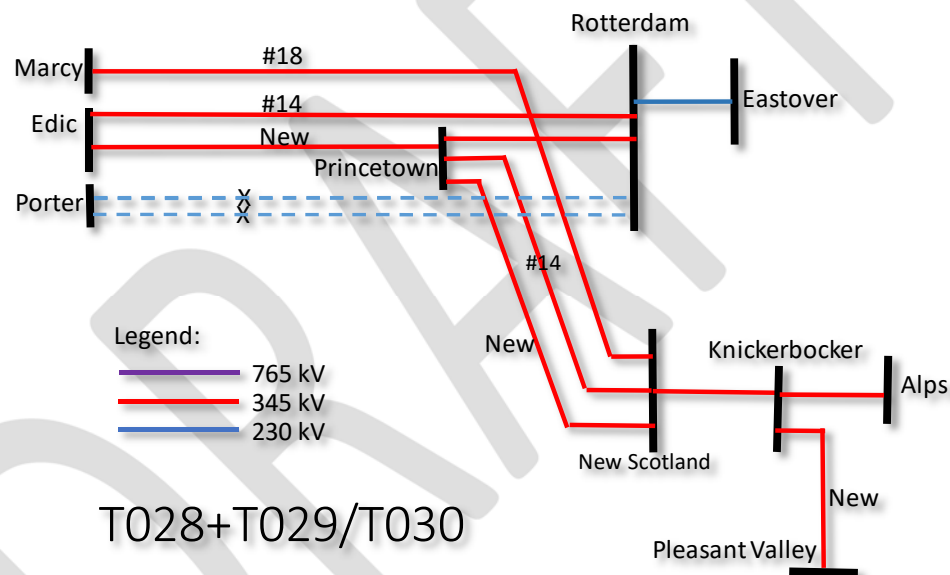 Rotterdam
Marcy
#18
#14
Eastover
Edic
New
Princetown
Porter
X
X
X
#14
Legend:
New
Knickerbocker
765 kV
Alps
345 kV
230 kV
New Scotland
New
T028+T029/T030
Pleasant Valley
DRAFT